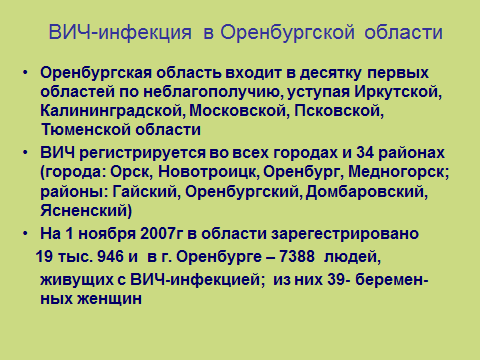 ВИЧ-инфекция в Оренбургской области
• Оренбургская область входит в десятку первых
областей по неблагополучию, уступая Иркутской,
Калининградской, Московской, Псковской,
Тюменской области
• ВИЧ регистрируется во всех городах и 34 районах
(города: Орск, Новотроицк, Оренбург, Медногорск;
районы: Гайский, Оренбургский, Домбаровский,
Ясненский)
• На 1 ноября 2007г в области зарегестрировано
19 тыс. 946 и в г. Оренбурге – 7388 людей,
живущих с ВИЧ-инфекцией; из них 39- беремен-
ных женщин